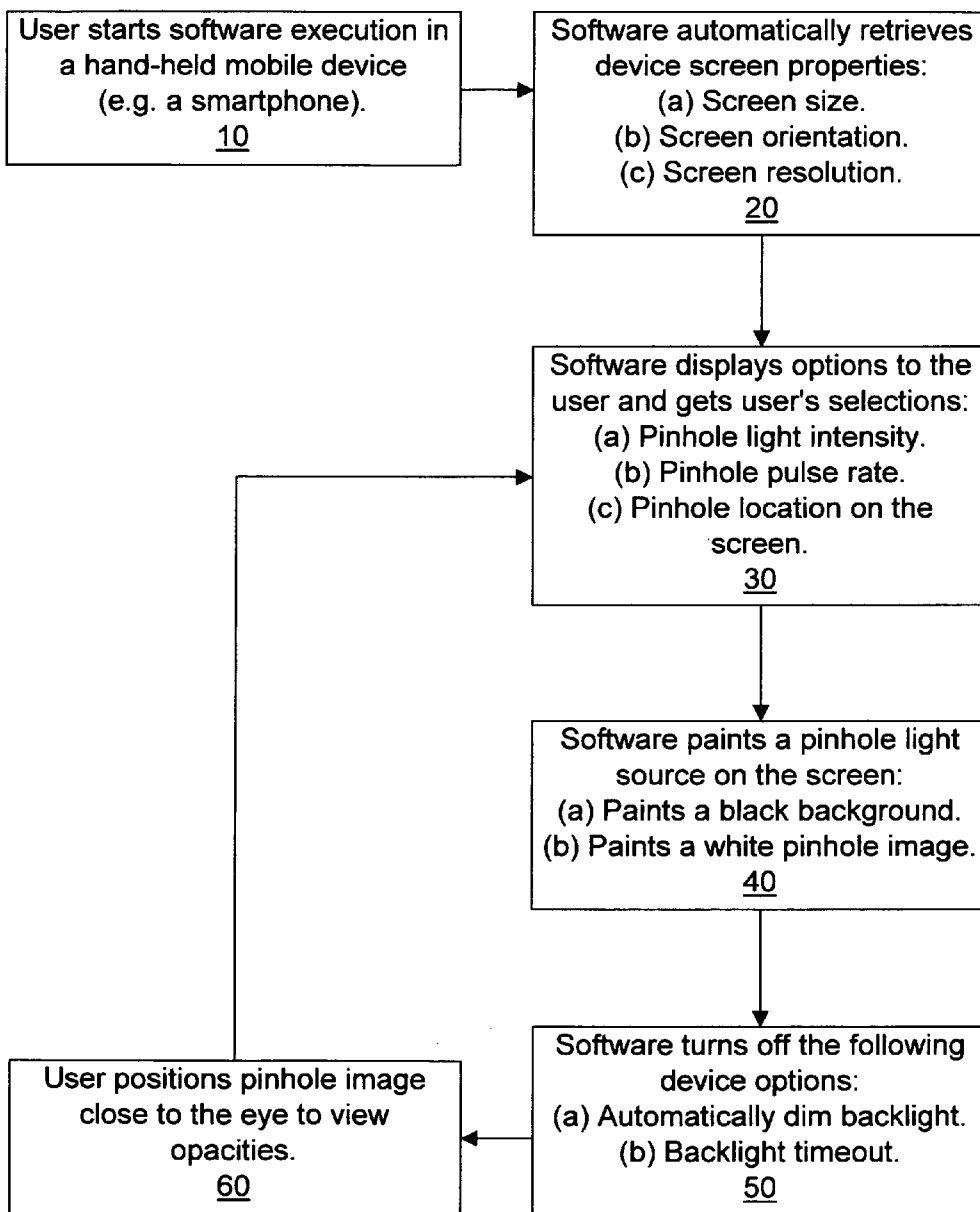 User starts software execution in
a hand-held mobile device
(e.g. a smartphone).
10
Software automatically retrieves
device screen properties:
(a) Screen size.
(b) Screen orientation.
(c) Screen resolution.
20
Software displays options to the
user and gets user's selections:
(a) Pinhole light intensity.
(b) Pinhole pulse rate.
(c) Pinhole location on the
screen.
30
Software paints a pinhole light
source on the screen:
(a) Paints a black background.
(b) Paints a white pinhole image.
40
Software turns off the following
device options:
(a) Automatically dim backlight.
(b) Backlight timeout.
50
User positions pinhole image
close to the eye to view
opacities.
60